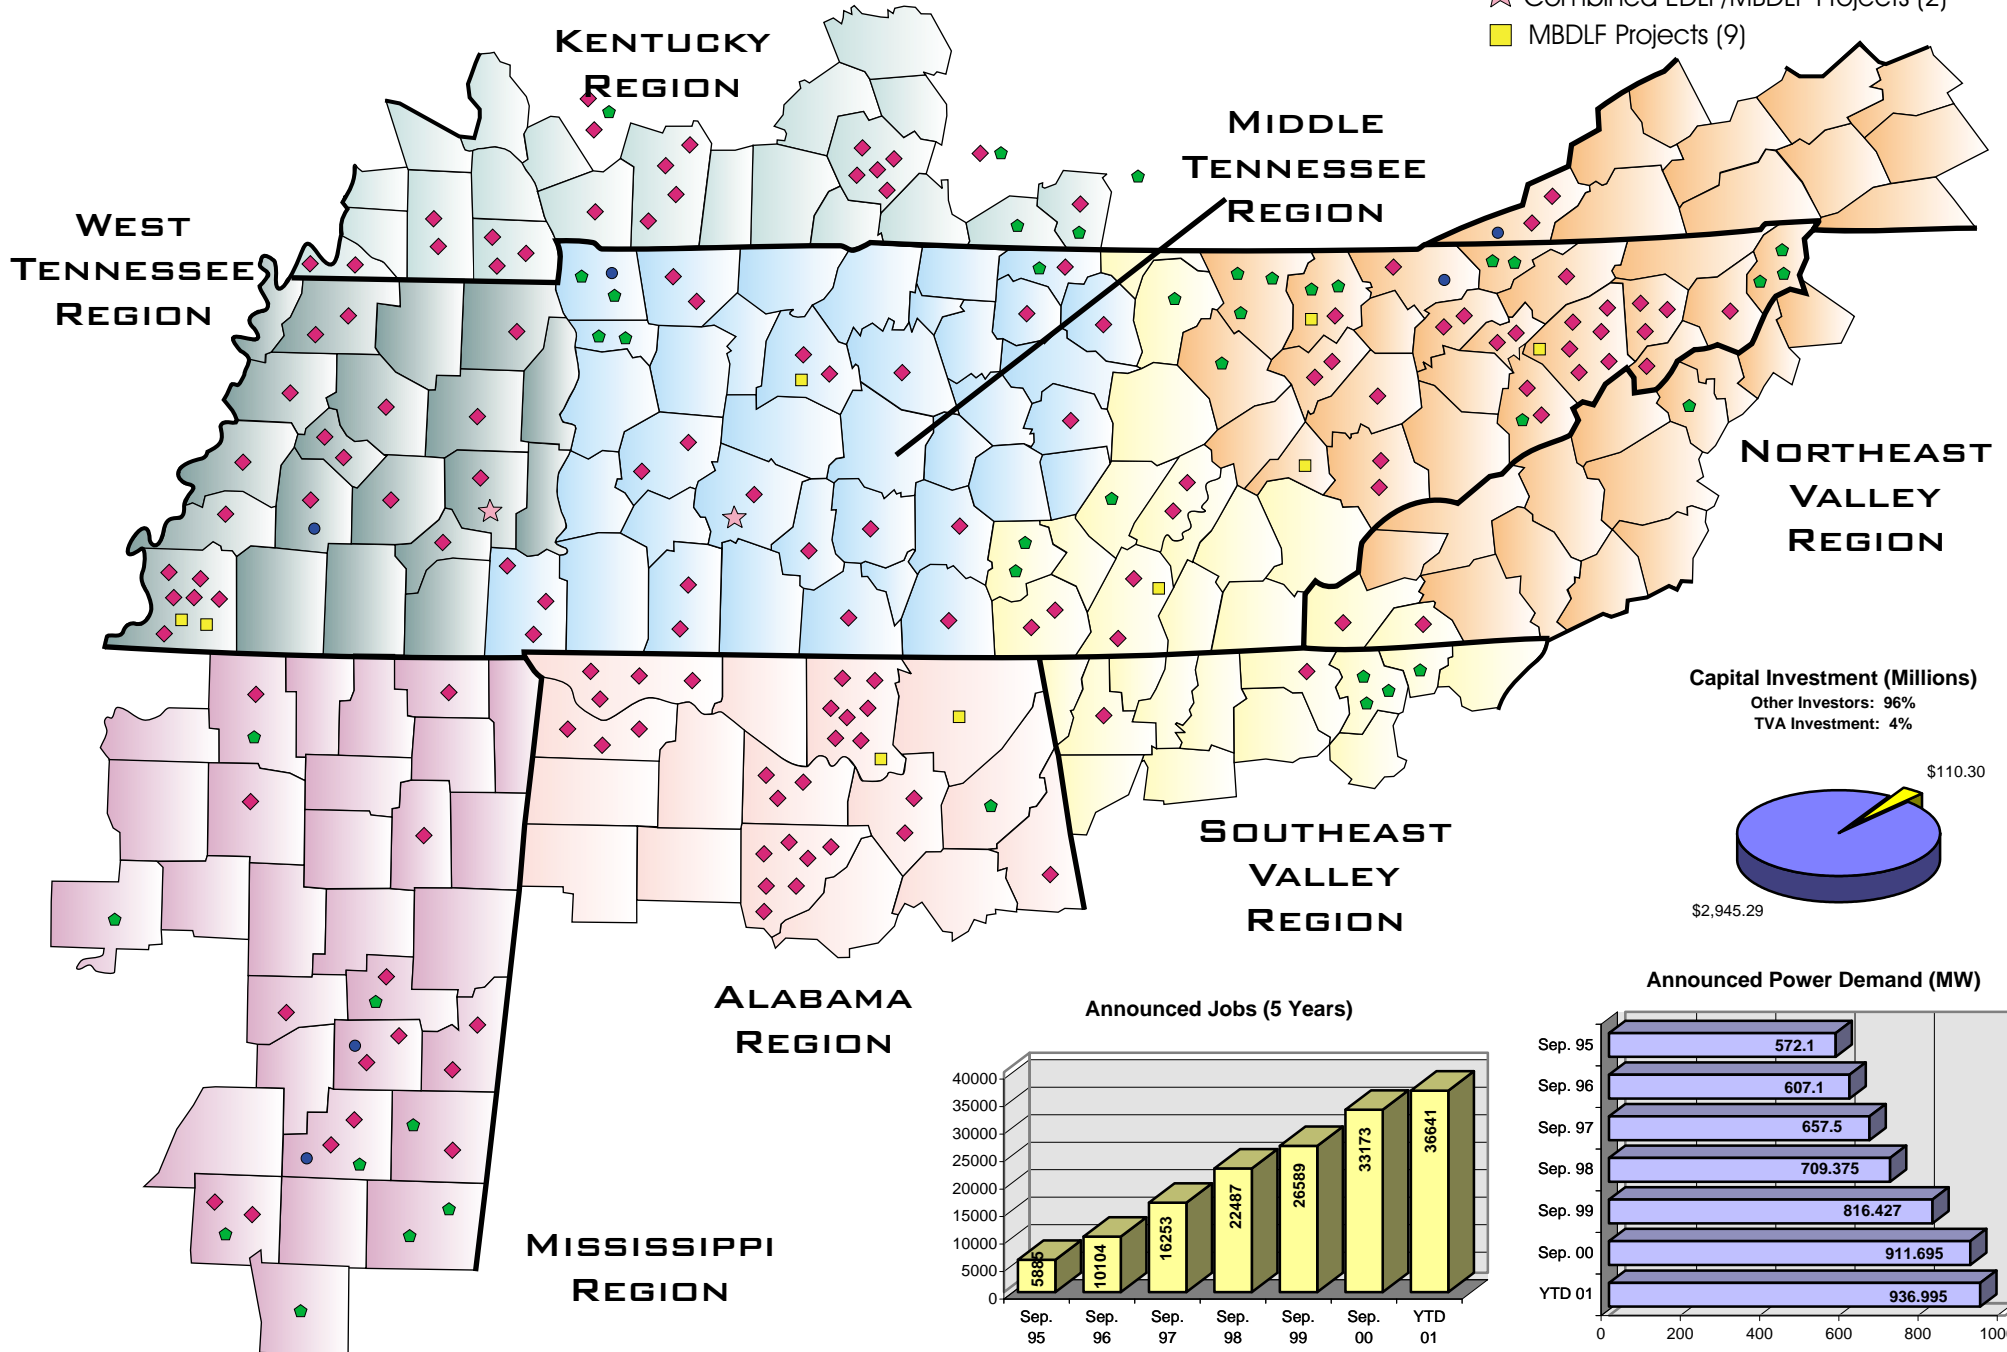 Combined EDLF/MBDLF Projects (2)
MBDLF Projects (9)
KENTUCKY
REGION
MIDDLE
TENNESSEE
REGION
WEST
TENNESSEE
REGION
NORTHEAST
VALLEY
REGION
SOUTHEAST
VALLEY
REGION
ALABAMA
REGION
MISSISSIPPI
REGION
Capital Investment (Millions)
Other Investors: 96%
TVA Investment: 4%
$110.30
$2,945.29
Announced Jobs (5 Years)
40000
35000
30000
25000
20000
15000
10000
5000
0
5885
10104
16253
22487
26589
33173
36641
Sep. 95
Sep. 96
Sep. 97
Sep. 98
Sep. 99
Sep. 00
YTD 01
Announced Power Demand (MW)
Sep. 95 572.1
Sep. 96 607.1
Sep. 97 657.5
Sep. 98 709.375
Sep. 99 816.427
Sep. 00 911.695
YTD 01 936.995
0 200 400 600 800